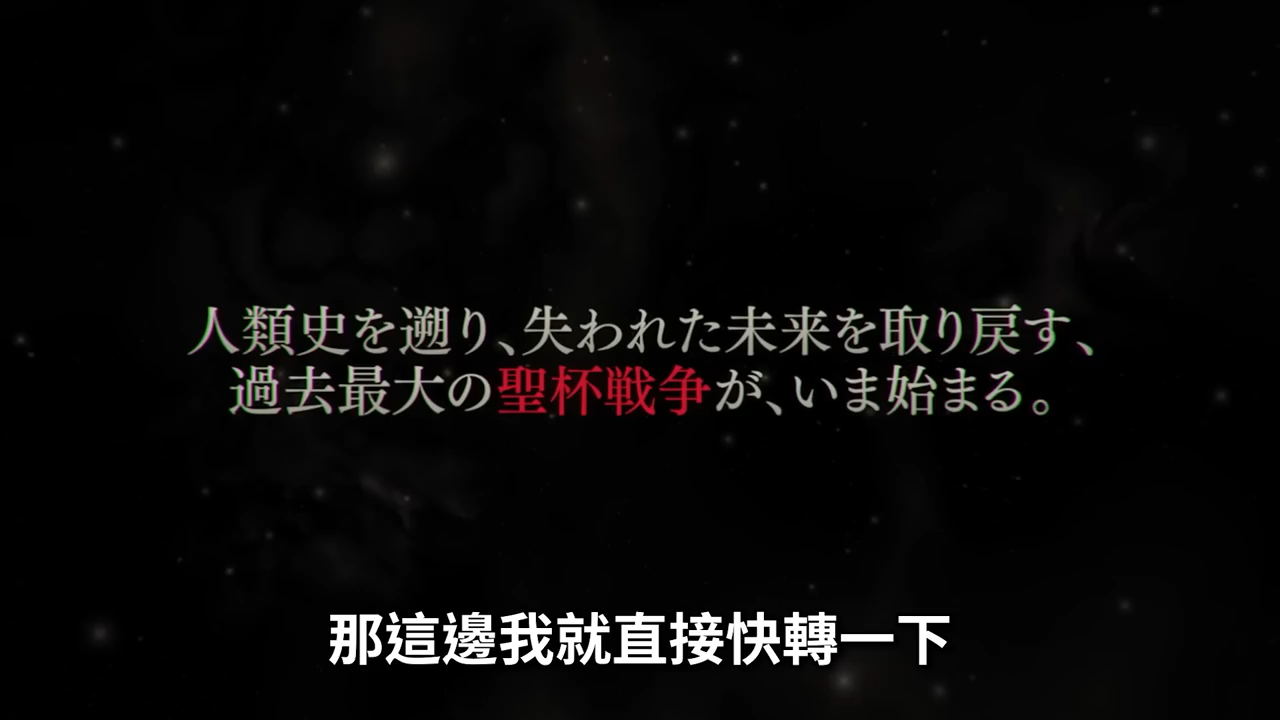 人類史を遡り、失われた未来を取り戻す、
過去最大の聖杯戦争が、いま始まる。
那這邊我就直接快轉一下